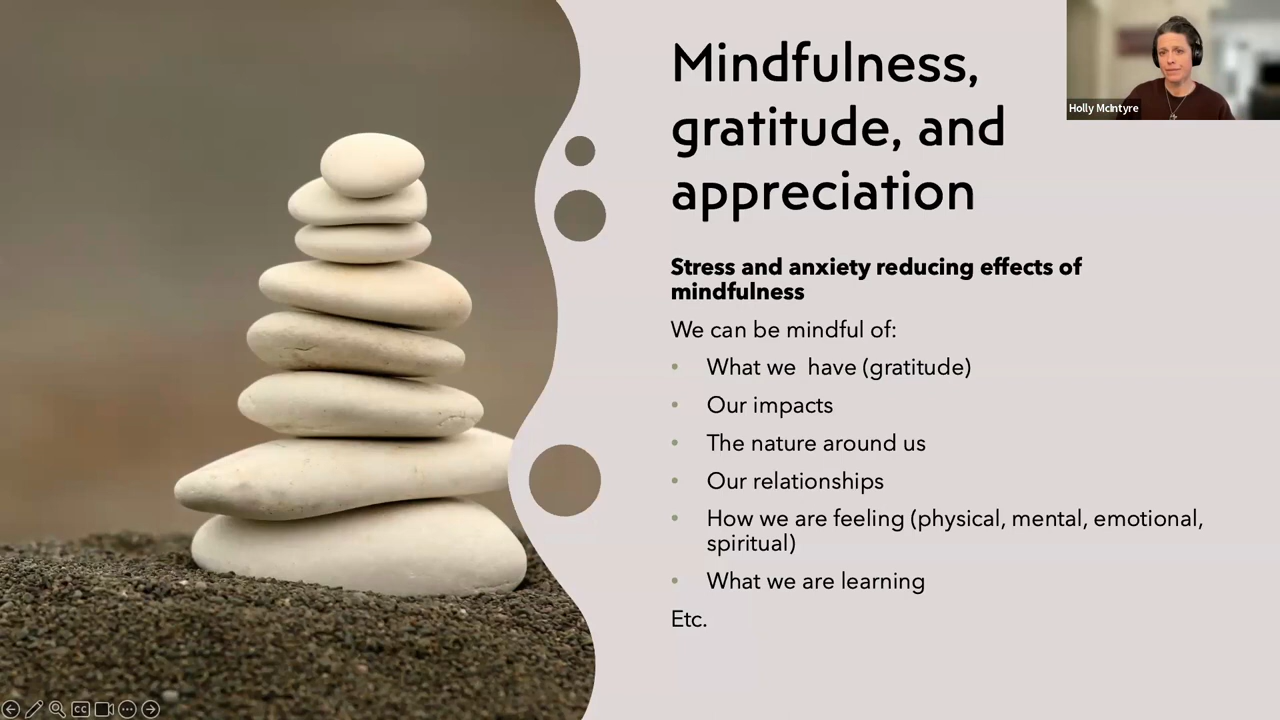 Mindfulness,
gratitude, and
appreciation
Holly McIntyre
Stress and anxiety reducing effects of
mindfulness
We can be mindful of:
• What we  have (gratitude)
• Our impacts
• The nature around us
• Our relationships
• How we are feeling (physical, mental, emotional,
spiritual)
• What we are learning
Etc.
CC